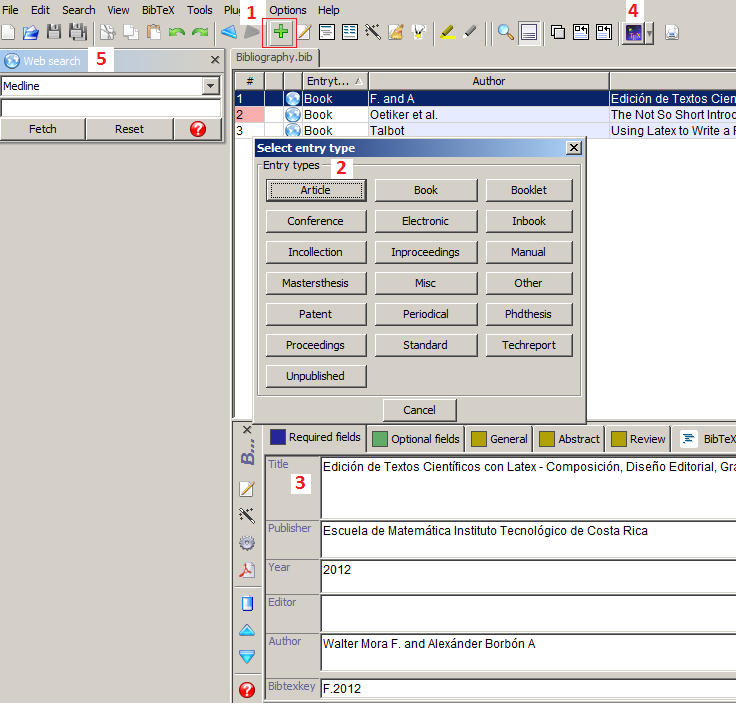 File Edit Search View BibTeX Tools Plu 1 Options Help 4
Web search 5
Medline
Fetch Reset
Bibliography.bib
# Entryt... Author
1 Book F. and A Edición de Textos Cien
2 Book Oetiker et al. The Not So Short Introd
3 Book Talbot Using Latex to Write a P
Select entry type
Entry types 2
Article Book Booklet
Conference Electronic Inbook
Incollection Inproceedings Manual
Mastersthesis Misc Other
Patent Periodical Phdthesis
Proceedings Standard Techreport
Unpublished
Cancel
B... Required fields Optional fields General Abstract Review BibTeX
Title 3 Edición de Textos Científicos con Latex - Composición, Diseño Editorial, Gra
Publisher Escuela de Matemática Instituto Tecnológico de Costa Rica
Year 2012
Editor
Author Walter Mora F. and Alexánder Borbón A
Bibtexkey F.2012